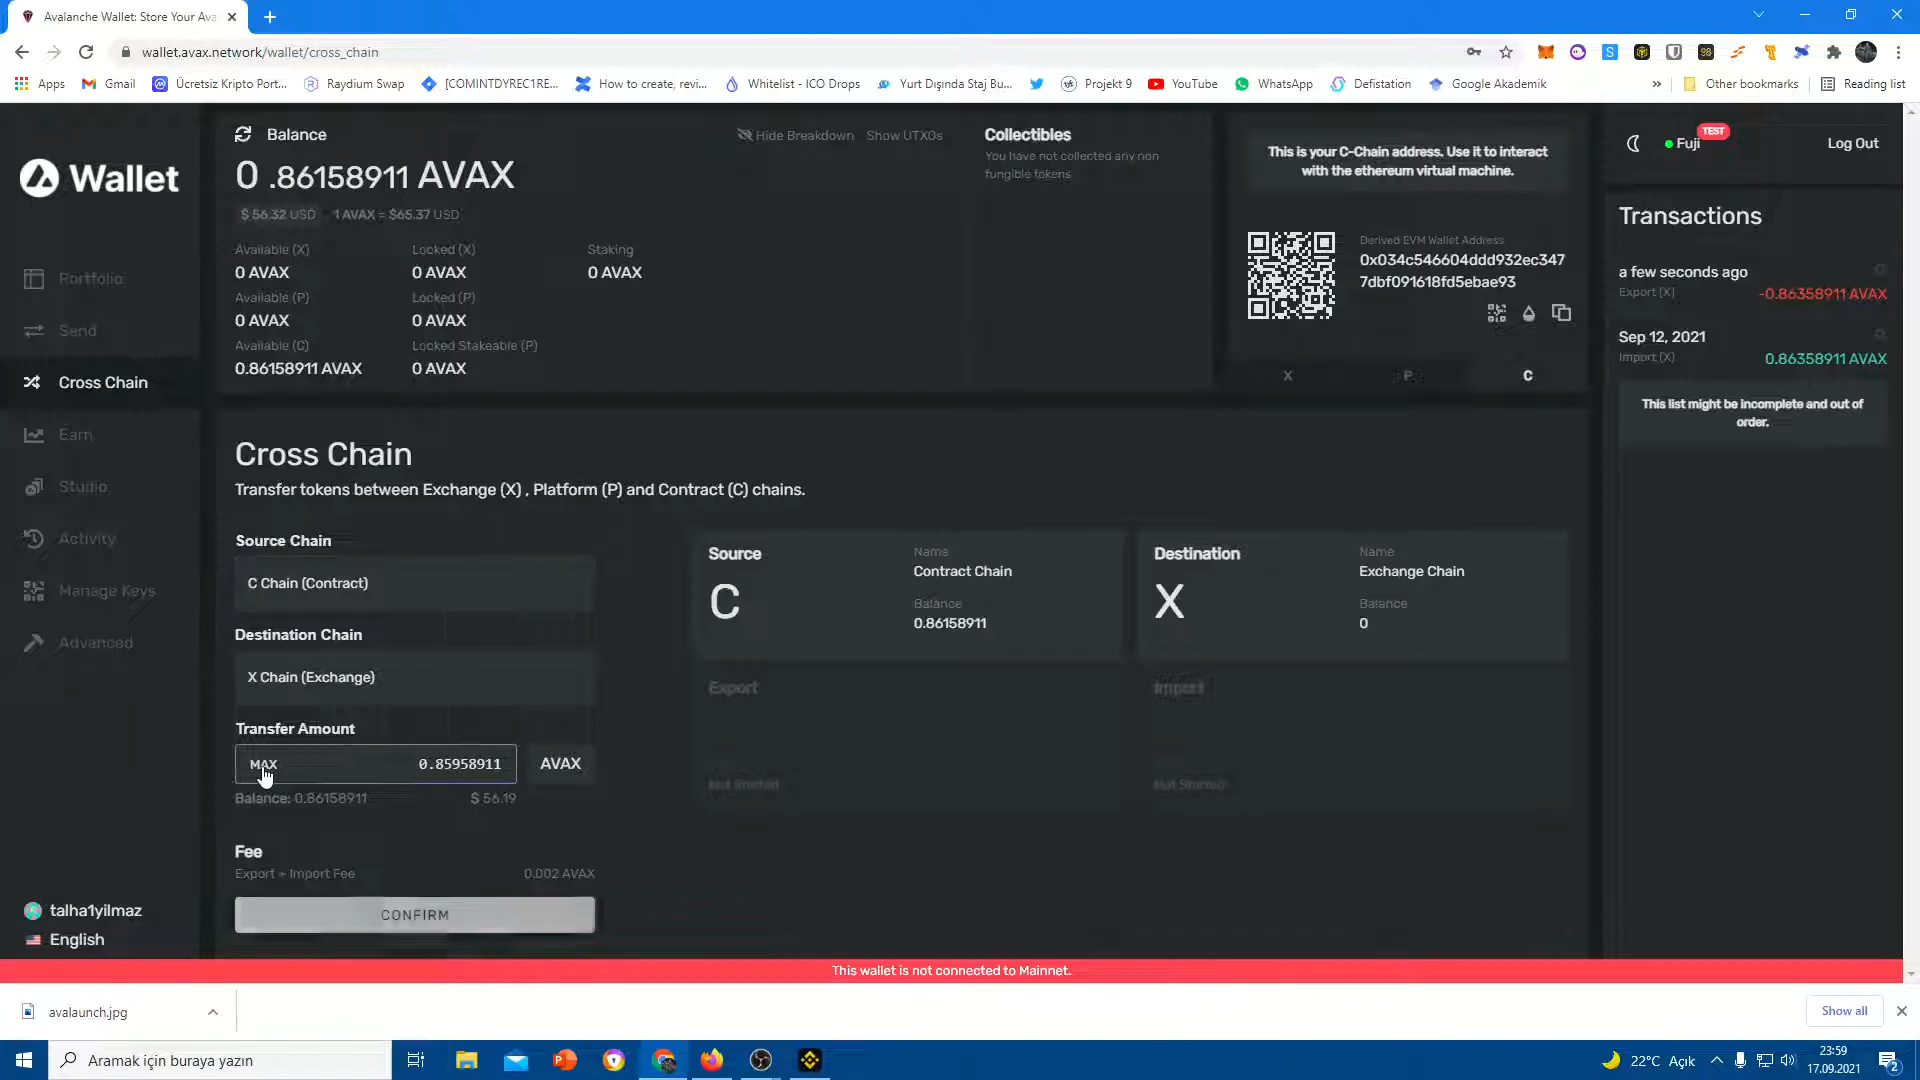 Avalanche Wallet: Store Your Ava
wallet.avax.network/wallet/cross_chain
Apps
Gmail
Ücretsiz Kripto Port...
Raydium Swap
[COMINTDYREC1RE...
How to create, revi...
Whitelist - ICO Drops
Yurt Dışında Staj Bu...
Projekt 9
YouTube
WhatsApp
Defistation
Google Akademik
»
Other bookmarks
Reading list
Wallet
Portfolio
Send
Cross Chain
Earn
Studio
Activity
Manage Keys
Advanced
talha1yilmaz
English
Balance
Hide Breakdown
Show UTXOs
0 .86158911 AVAX
$ 56.32 USD
1 AVAX = $65.37 USD
Available (X)
Locked (X)
Staking
0 AVAX
0 AVAX
0 AVAX
Available (P)
Locked (P)
0 AVAX
0 AVAX
Available (C)
Locked Stakeable (P)
0.86158911 AVAX
0 AVAX
Collectibles
You have not collected any non
fungible tokens
This is your C-Chain address. Use it to interact
with the ethereum virtual machine.
Derived EVM Wallet Address
0x034c546604ddd932ec347
7dbf091618fd5ebae93
X
P
C
Fuji
TEST
Log Out
Transactions
a few seconds ago
Export (X)
-0.86358911 AVAX
Sep 12, 2021
Import (X)
0.86358911 AVAX
This list might be incomplete and out of
order.
Cross Chain
Transfer tokens between Exchange (X) , Platform (P) and Contract (C) chains.
Source Chain
C Chain (Contract)
Destination Chain
X Chain (Exchange)
Transfer Amount
MAX
0.85958911
AVAX
Balance: 0.86158911
$ 56.19
Fee
Export + Import Fee
0.002 AVAX
CONFIRM
Source
C
Name
Contract Chain
Balance
0.86158911
Destination
X
Name
Exchange Chain
Balance
0
Export
Not Started
Import
Not Started
This wallet is not connected to Mainnet.
avalaunch.jpg
Show all
Aramak için buraya yazın
22°C Açık
23:59
17.09.2021
2